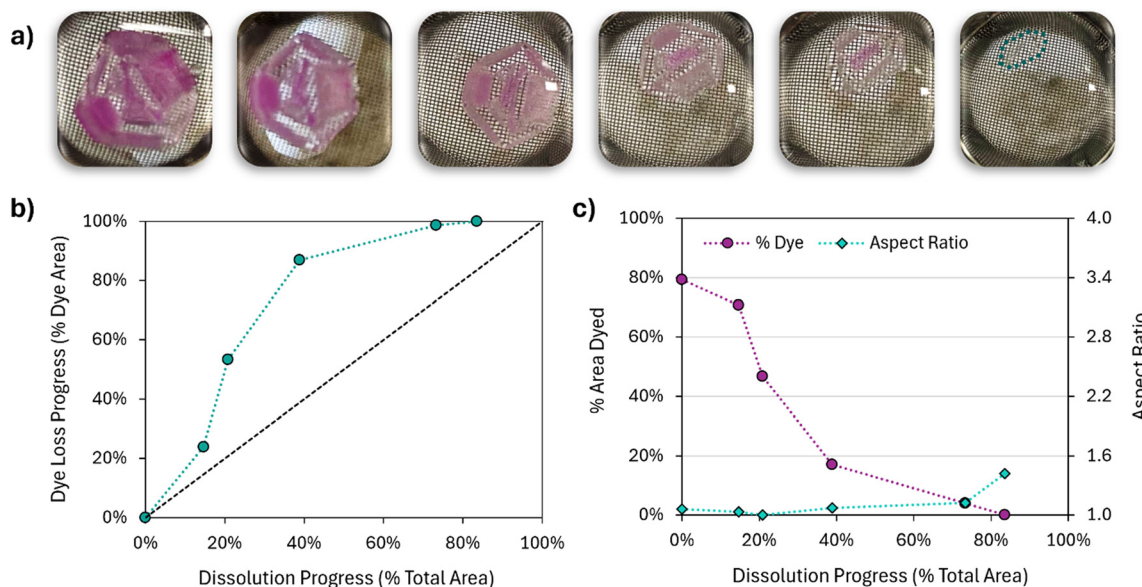 a)
b)
100%
80%
60%
40%
20%
0%
Dye Loss Progress (% Dye Area)
0% 20% 40% 60% 80% 100%
Dissolution Progress (% Total Area)
c)
% Dye Aspect Ratio
100%
80%
60%
40%
20%
0%
% Area Dyed
4.0
3.4
2.8
2.2
1.6
1.0
Aspect Ratio
0% 20% 40% 60% 80% 100%
Dissolution Progress (% Total Area)